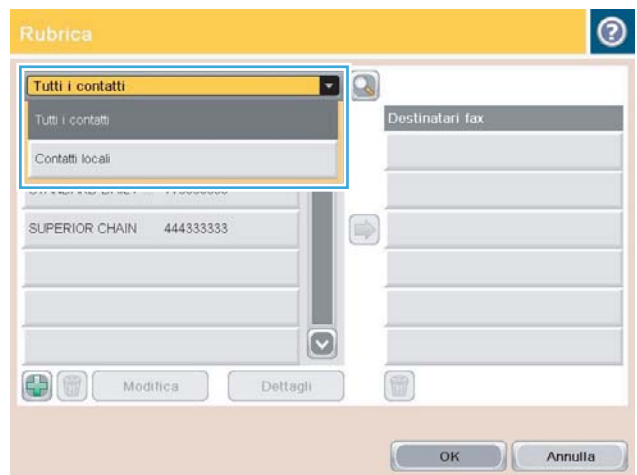 Rubrica
Tutti i contatti
Tutti i contatti
Destinatari fax
Contatti locali
SUPERIOR CHAIN 444333333
Modifica
Dettagli
OK
Annulla